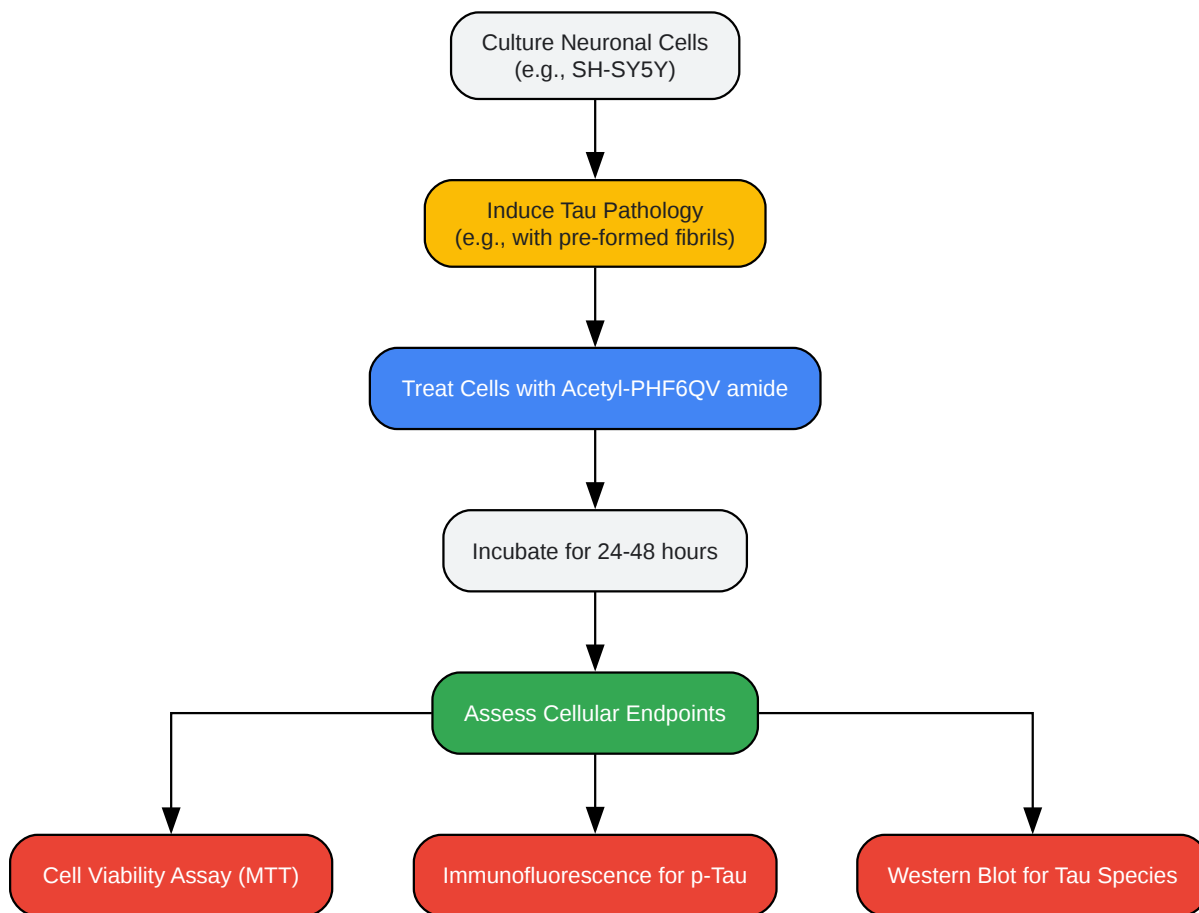 Culture Neuronal Cells
(e.g., SH-SY5Y)
Induce Tau Pathology
(e.g., with pre-formed fibrils)
Treat Cells with Acetyl-PHF6QV amide
Incubate for 24-48 hours
Assess Cellular Endpoints
Cell Viability Assay (MTT)
Immunofluorescence for p-Tau
Western Blot for Tau Species